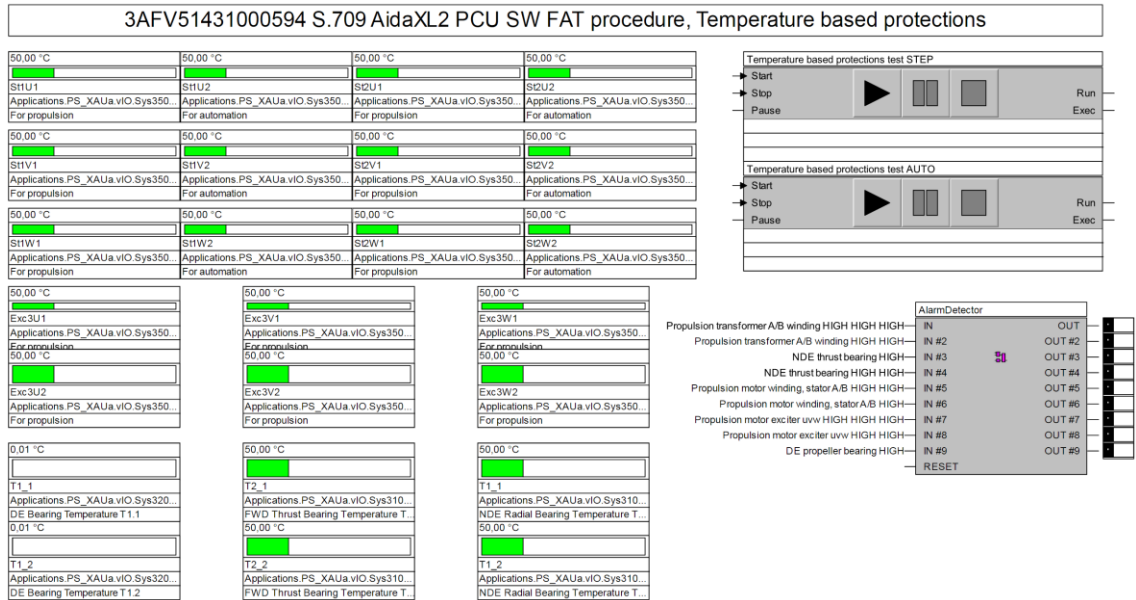 3AFV51431000594 S.709 AidaXL2 PCU SW FAT procedure, Temperature based protections
50,00 °C 50,00 °C 50,00 °C 50,00 °C
St1U1 St1U2 St2U1 St2U2
Applications.PS_XAUa.vIO.Sys350... Applications.PS_XAUa.vIO.Sys350... Applications.PS_XAUa.vIO.Sys350... Applications.PS_XAUa.vIO.Sys350...
For propulsion For automation For propulsion For automation
50,00 °C 50,00 °C 50,00 °C 50,00 °C
St1V1 St1V2 St2V1 St2V2
Applications.PS_XAUa.vIO.Sys350... Applications.PS_XAUa.vIO.Sys350... Applications.PS_XAUa.vIO.Sys350... Applications.PS_XAUa.vIO.Sys350...
For propulsion For automation For propulsion For automation
50,00 °C 50,00 °C 50,00 °C 50,00 °C
St1W1 St1W2 St2W1 St2W2
Applications.PS_XAUa.vIO.Sys350... Applications.PS_XAUa.vIO.Sys350... Applications.PS_XAUa.vIO.Sys350... Applications.PS_XAUa.vIO.Sys350...
For propulsion For automation For propulsion For automation
Temperature based protections test STEP
Start
Stop Run
Pause Exec
Temperature based protections test AUTO
Start
Stop Run
Pause Exec
50,00 °C 50,00 °C 50,00 °C
Exc3U1 Exc3V1 Exc3W1
Applications.PS_XAUa.vIO.Sys350... Applications.PS_XAUa.vIO.Sys350... Applications.PS_XAUa.vIO.Sys350...
For propulsion For propulsion For propulsion
50,00 °C 50,00 °C 50,00 °C
Exc3U2 Exc3V2 Exc3W2
Applications.PS_XAUa.vIO.Sys350... Applications.PS_XAUa.vIO.Sys350... Applications.PS_XAUa.vIO.Sys350...
For propulsion For propulsion For propulsion
0,01 °C 50,00 °C 50,00 °C
T1_1 T2_1 T1_1
Applications.PS_XAUa.vIO.Sys320... Applications.PS_XAUa.vIO.Sys310... Applications.PS_XAUa.vIO.Sys310...
DE Bearing Temperature T1.1 FWD Thrust Bearing Temperature T... NDE Radial Bearing Temperature T...
0,01 °C 50,00 °C 50,00 °C
T1_2 T2_2 T1_2
Applications.PS_XAUa.vIO.Sys320... Applications.PS_XAUa.vIO.Sys310... Applications.PS_XAUa.vIO.Sys310...
DE Bearing Temperature T1.2 FWD Thrust Bearing Temperature T... NDE Radial Bearing Temperature T...
AlarmDetector
Propulsion transformer A/B winding HIGH HIGH HIGH IN OUT
Propulsion transformer A/B winding HIGH HIGH IN #2 OUT #2
NDE thrust bearing HIGH IN #3 OUT #3
NDE thrust bearing HIGH HIGH IN #4 OUT #4
Propulsion motor winding, stator A/B HIGH HIGH IN #5 OUT #5
Propulsion motor winding, stator A/B HIGH IN #6 OUT #6
Propulsion motor exciter uvw HIGH HIGH HIGH IN #7 OUT #7
Propulsion motor exciter uvw HIGH HIGH IN #8 OUT #8
DE propeller bearing HIGH IN #9 OUT #9
RESET